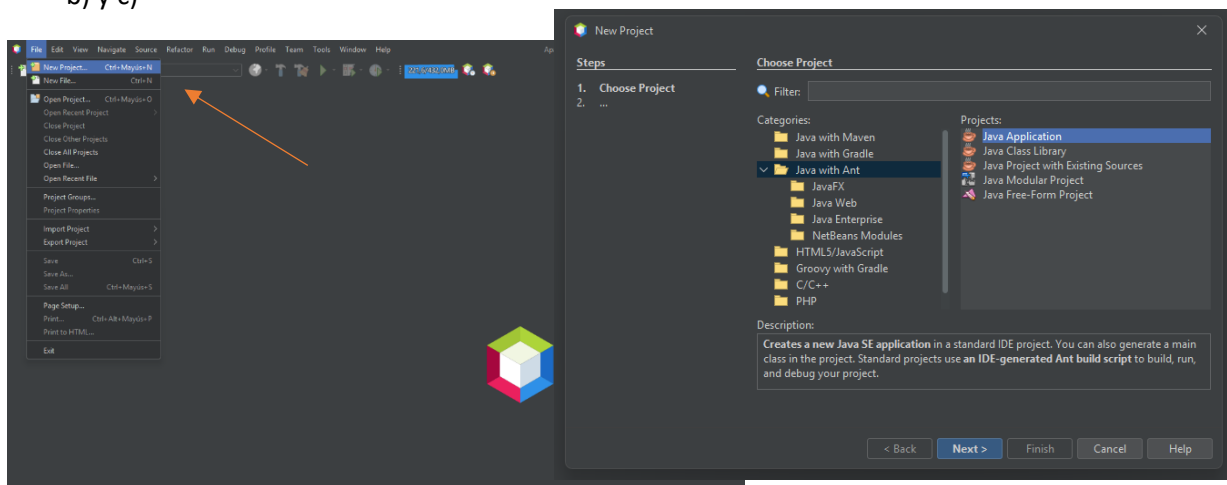 b) y c)
File Edit View Navigate Source Refactor Run Debug Profile Team Tools Window Help
New Project... Ctrl+Mayús+N
New File... Ctrl+N
Open Project... Ctrl+Mayús+O
Open Recent Project
Close Project
Close Other Projects
Close All Projects
Open File...
Open Recent File
Project Groups...
Project Properties
Import Project
Export Project
Save Ctrl+S
Save As...
Save All Ctrl+Mayús+S
Page Setup...
Print... Ctrl+Alt+Mayús+P
Print to HTML...
Exit
New Project
Steps
1. Choose Project
2. ...
Choose Project
Filter:
Categories:
Java with Maven
Java with Gradle
Java with Ant
JavaFX
Java Web
Java Enterprise
NetBeans Modules
HTML5/JavaScript
Groovy with Gradle
C/C++
PHP
Projects:
Java Application
Java Class Library
Java Project with Existing Sources
Java Modular Project
Java Free-Form Project
Description:
Creates a new Java SE application in a standard IDE project. You can also generate a main
class in the project. Standard projects use an IDE-generated Ant build script to build, run,
and debug your project.
< Back Next > Finish Cancel Help